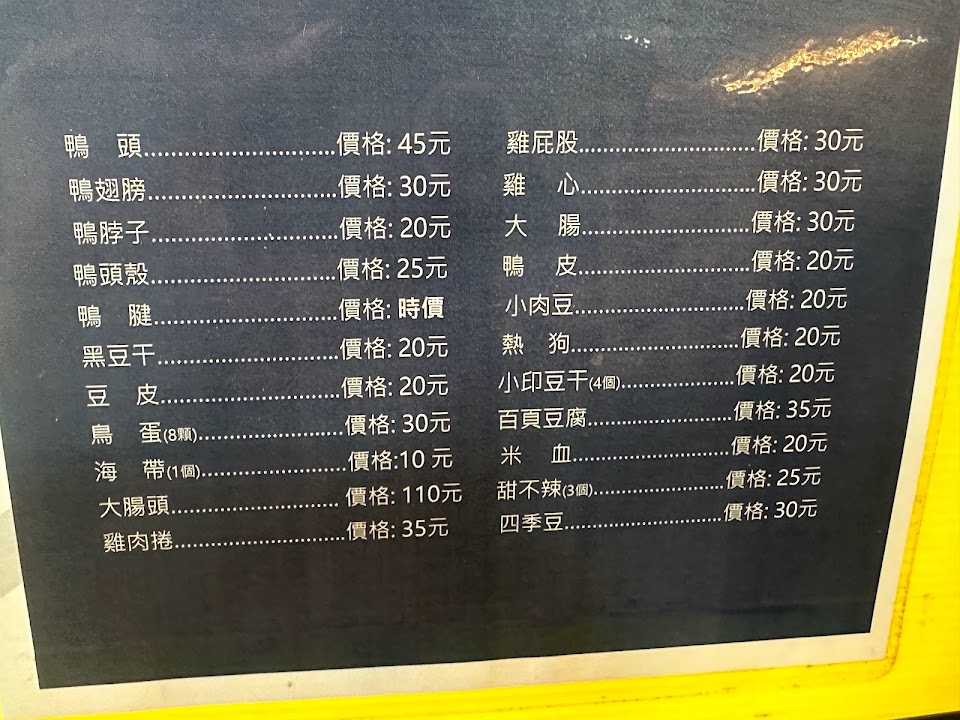 鴨 頭............................價格: 45元
鴨翅膀............................價格: 30元
鴨脖子............................價格: 20元
鴨頭殼............................價格: 25元
鴨 腱............................價格: 時價
黑豆干...........................價格: 20元
豆 皮...........................價格: 20元
鳥 蛋(8顆)......................價格: 30元
海 帶(1個)......................價格:10 元
大腸頭..........................價格: 110元
雞肉捲.........................價格: 35元
雞屁股..........................價格: 30元
雞 心..........................價格: 30元
大 腸.........................價格: 30元
鴨 皮.........................價格: 20元
小肉豆.........................價格: 20元
熱 狗.........................價格: 20元
小印豆干(4個).................價格: 20元
百頁豆腐......................價格: 35元
米 血........................價格: 20元
甜不辣(3個)....................價格: 25元
四季豆........................價格: 30元